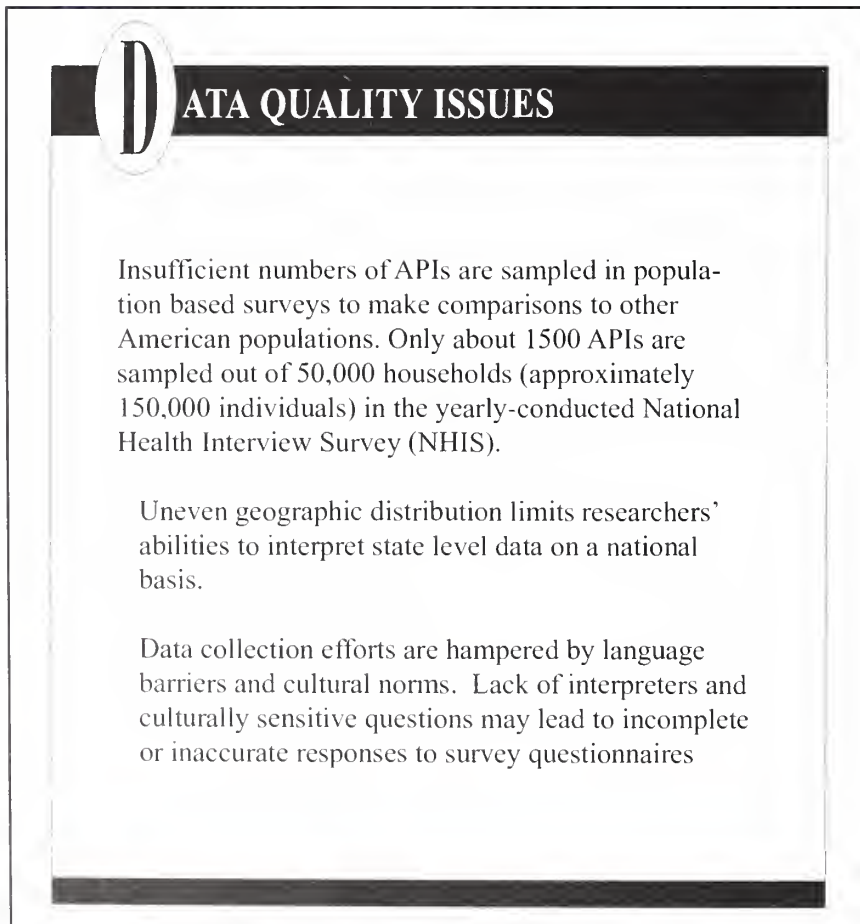 DATA QUALITY ISSUES
Insufficient numbers of APIs are sampled in popula-
tion based surveys to make comparisons to other
American populations. Only about 1500 APIs are
sampled out of 50,000 households (approximately
150,000 individuals) in the yearly-conducted National
Health Interview Survey (NHIS).
Uneven geographic distribution limits researchers’
abilities to interpret state level data on a national
basis.
Data collection efforts are hampered by language
barriers and cultural norms. Lack of interpreters and
culturally sensitive questions may lead to incomplete
or inaccurate responses to survey questionnaires